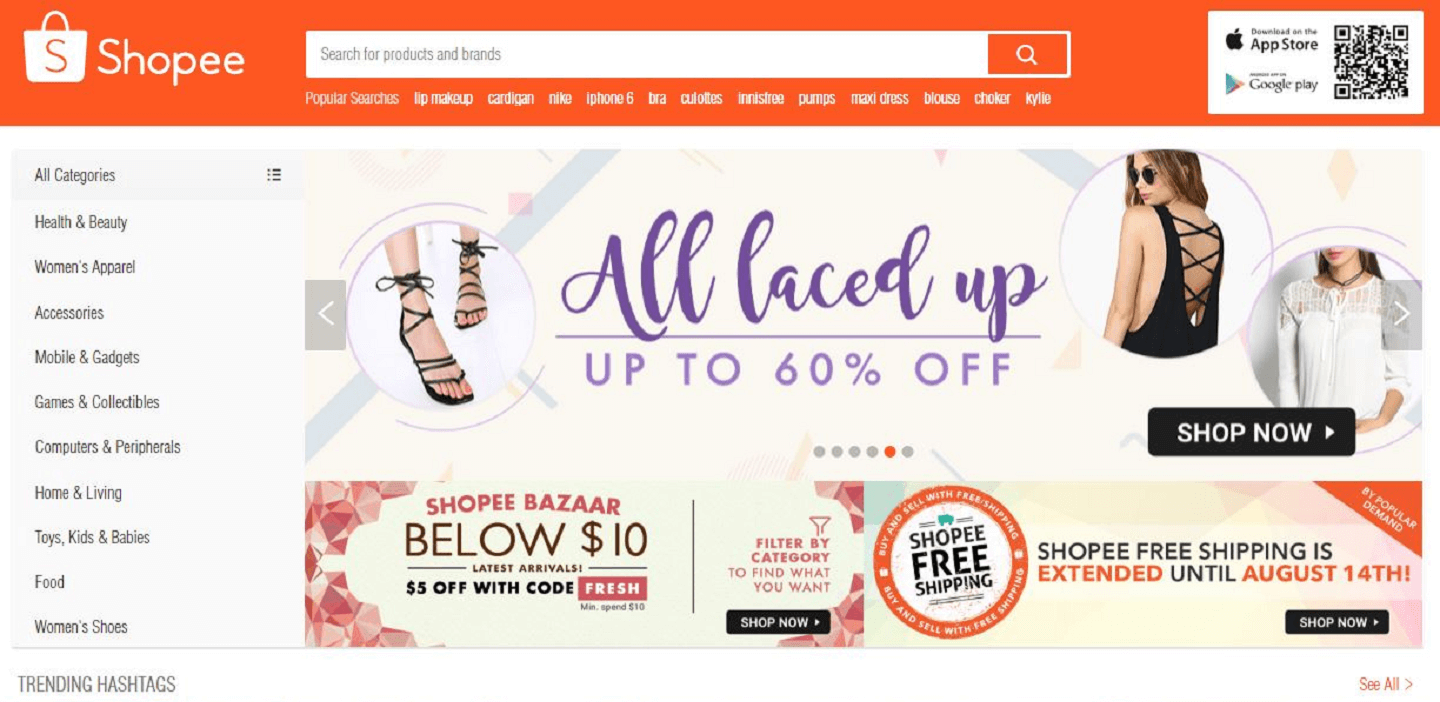 S Shopee
Search for products and brands
Popular Searches lip makeup cardigan nike iphone 6 bra culottes innisfree pumps maxi dress blouse choker kylie
Download on the
App Store
ANDROID APP ON
Google play
All Categories
Health & Beauty
Women's Apparel
Accessories
Mobile & Gadgets
Games & Collectibles
Computers & Peripherals
Home & Living
Toys, Kids & Babies
Food
Women's Shoes
All laced up
UP TO 60% OFF
SHOP NOW
SHOPEE BAZAAR
BELOW $10
LATEST ARRIVALS!
$5 OFF WITH CODE FRESH
Min. spend $10
FILTER BY
CATEGORY
TO FIND WHAT
YOU WANT
SHOP NOW
BUY AND SELL WITH FREE SHIPPING
BUY AND SELL WITH FREE SHIPPING
SHOPEE
FREE
SHIPPING
SHOPEE FREE SHIPPING IS
EXTENDED UNTIL AUGUST 14TH!
BY POPULAR
DEMAND
SHOP NOW
TRENDING HASHTAGS
See All >